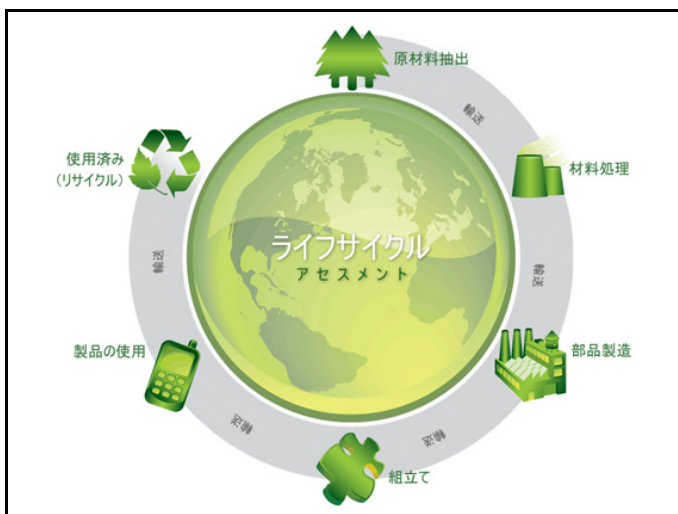 原材料抽出
輸送
材料処理
輸送
部品製造
輸送
組立て
輸送
製品の使用
輸送
使用済み
(リサイクル)
ライフサイクル
アセスメント